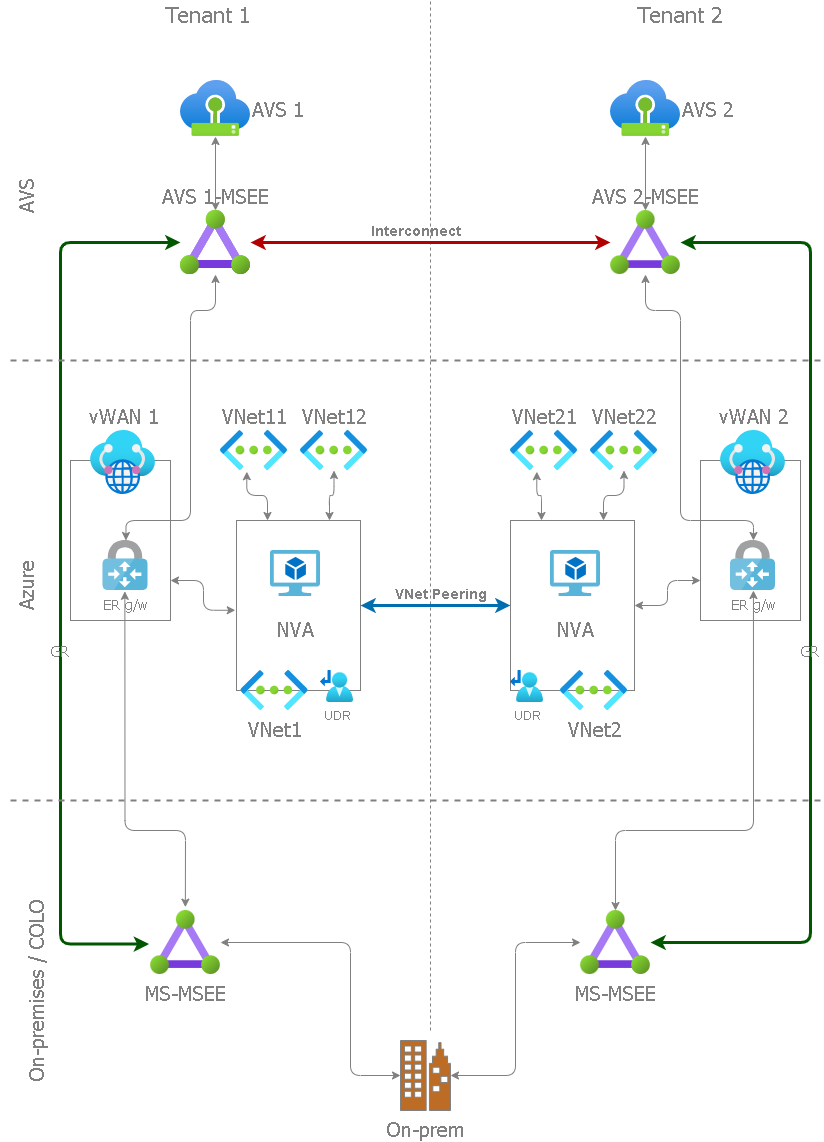 Tenant 1
Tenant 2
AVS 1
AVS 2
AVS
AVS 1-MSEE
AVS 2-MSEE
Interconnect
vWAN 1
VNet11
VNet12
VNet21
VNet22
vWAN 2
Azure
ER g/w
NVA
VNet Peering
NVA
ER g/w
GR
GR
UDR
UDR
VNet1
VNet2
On-premises / COLO
MS-MSEE
MS-MSEE
On-prem